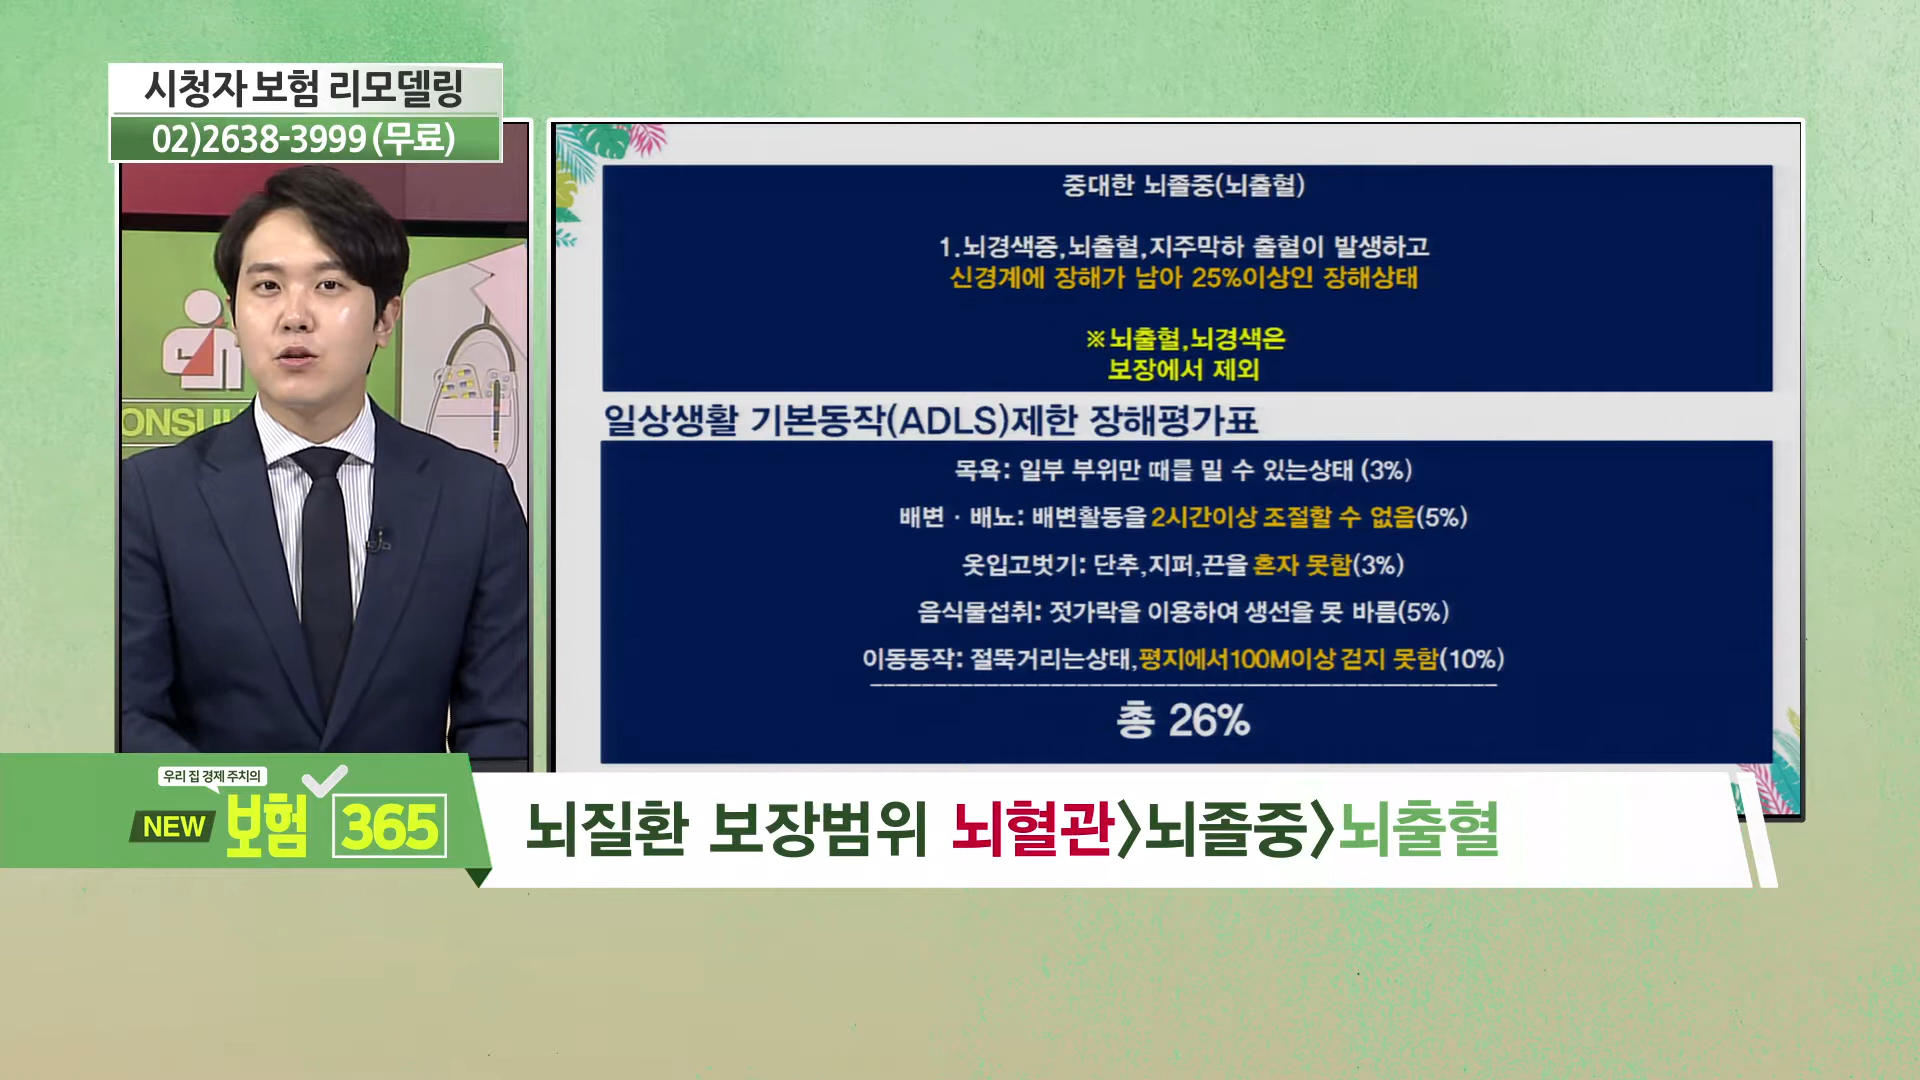 시청자 보험 리모델링
02)2638-3999 (무료)
중대한 뇌졸중(뇌출혈)
1.뇌경색증,뇌출혈,지주막하 출혈이 발생하고
신경계에 장해가 남아 25%이상인 장해상태
※뇌출혈,뇌경색은
보장에서 제외
일상생활 기본동작(ADLS)제한 장해평가표
목욕: 일부 부위만 때를 밀 수 있는상태 (3%)
배변 · 배뇨: 배변활동을 2시간이상 조절할 수 없음(5%)
옷입고벗기: 단추,지퍼,끈을 혼자 못함(3%)
음식물섭취: 젓가락을 이용하여 생선을 못 바름(5%)
이동동작: 절뚝거리는상태,평지에서100M이상 걷지 못함(10%)
총 26%
우리 집 경제 주치의
NEW 보험 365
뇌질환 보장범위 뇌혈관>뇌졸중>뇌출혈